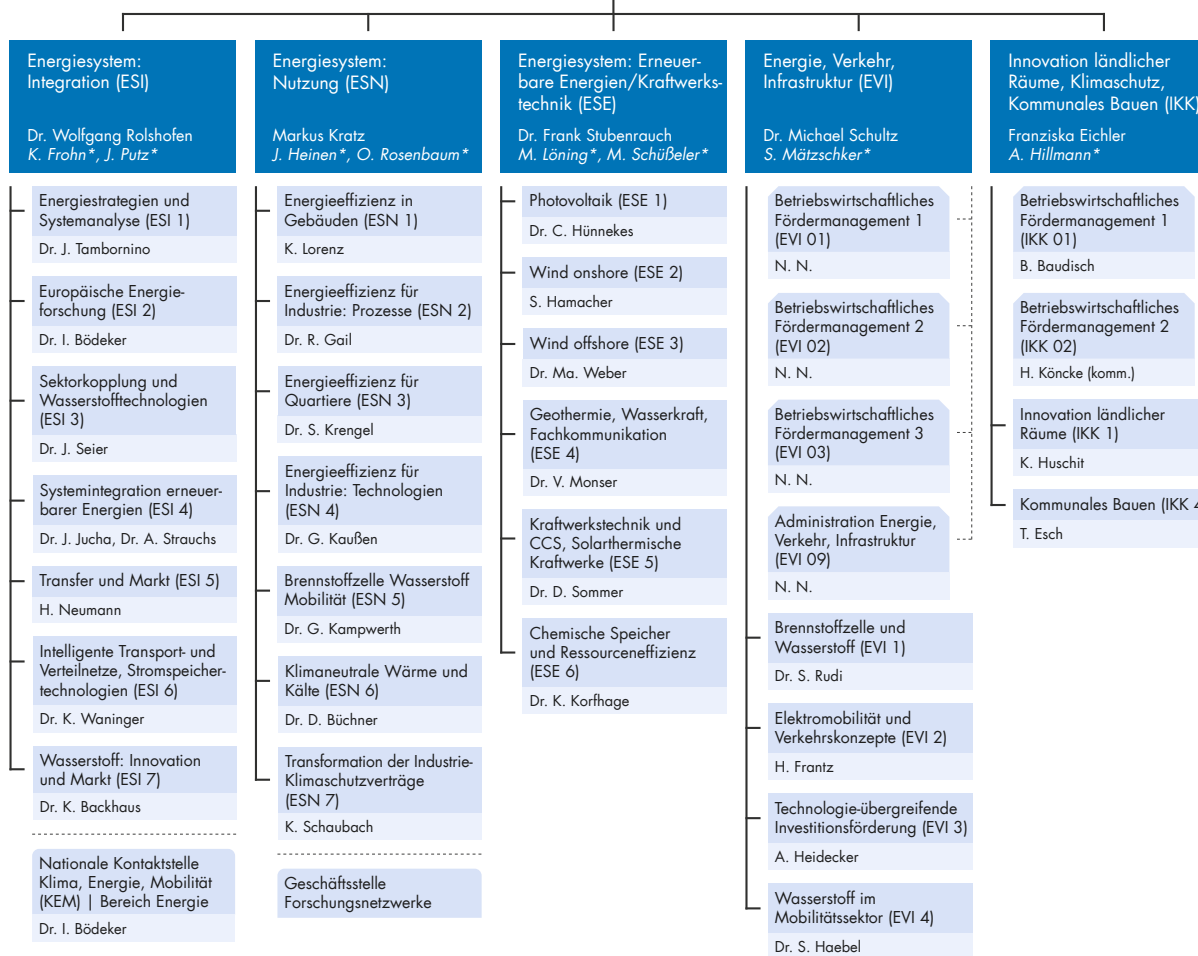 Energiesystem:
Integration (ESI)
Dr. Wolfgang Rolshofen
K. Frohn*, J. Putz*
Energiestrategien und
Systemanalyse (ESI 1)
Dr. J. Tambornino
Europäische Energie-
forschung (ESI 2)
Dr. I. Bödeker
Sektorkopplung und
Wasserstofftechnologien
(ESI 3)
Dr. J. Seier
Systemintegration erneuer-
barer Energien (ESI 4)
Dr. J. Jucha, Dr. A. Strauchs
Transfer und Markt (ESI 5)
H. Neumann
Intelligente Transport- und
Verteilnetze, Stromspeicher-
technologien (ESI 6)
Dr. K. Waninger
Wasserstoff: Innovation
und Markt (ESI 7)
Dr. K. Backhaus
Nationale Kontaktstelle
Klima, Energie, Mobilität
(KEM) | Bereich Energie
Dr. I. Bödeker
Energiesystem:
Nutzung (ESN)
Markus Kratz
J. Heinen*, O. Rosenbaum*
Energieeffizienz in
Gebäuden (ESN 1)
K. Lorenz
Energieeffizienz für
Industrie: Prozesse (ESN 2)
Dr. R. Gail
Energieeffizienz für
Quartiere (ESN 3)
Dr. S. Krengel
Energieeffizienz für
Industrie: Technologien
(ESN 4)
Dr. G. Kaußen
Brennstoffzelle Wasserstoff
Mobilität (ESN 5)
Dr. G. Kampwerth
Klimaneutrale Wärme und
Kälte (ESN 6)
Dr. D. Büchner
Transformation der Industrie-
Klimaschutzverträge
(ESN 7)
K. Schaubach
Geschäftsstelle
Forschungsnetzwerke
Energiesystem: Erneuer-
bare Energien/Kraftwerks-
technik (ESE)
Dr. Frank Stubenrauch
M. Löning*, M. Schüßeler*
Photovoltaik (ESE 1)
Dr. C. Hünnekes
Wind onshore (ESE 2)
S. Hamacher
Wind offshore (ESE 3)
Dr. Ma. Weber
Geothermie, Wasserkraft,
Fachkommunikation
(ESE 4)
Dr. V. Monser
Kraftwerkstechnik und
CCS, Solarthermische
Kraftwerke (ESE 5)
Dr. D. Sommer
Chemische Speicher
und Ressourceneffizienz
(ESE 6)
Dr. K. Korfhage
Energie, Verkehr,
Infrastruktur (EVI)
Dr. Michael Schultz
S. Mätzschker*
Betriebswirtschaftliches
Fördermanagement 1
(EVI 01)
N. N.
Betriebswirtschaftliches
Fördermanagement 2
(EVI 02)
N. N.
Betriebswirtschaftliches
Fördermanagement 3
(EVI 03)
N. N.
Administration Energie,
Verkehr, Infrastruktur
(EVI 09)
N. N.
Brennstoffzelle und
Wasserstoff (EVI 1)
Dr. S. Rudi
Elektromobilität und
Verkehrskonzepte (EVI 2)
H. Frantz
Technologie-übergreifende
Investitionsförderung (EVI 3)
A. Heidecker
Wasserstoff im
Mobilitätssektor (EVI 4)
Dr. S. Haebel
Innovation ländlicher
Räume, Klimaschutz,
Kommunales Bauen (IKK)
Franziska Eichler
A. Hillmann*
Betriebswirtschaftliches
Fördermanagement 1
(IKK 01)
B. Baudisch
Betriebswirtschaftliches
Fördermanagement 2
(IKK 02)
H. Köncke (komm.)
Innovation ländlicher
Räume (IKK 1)
K. Huschit
Kommunales Bauen (IKK 4
T. Esch